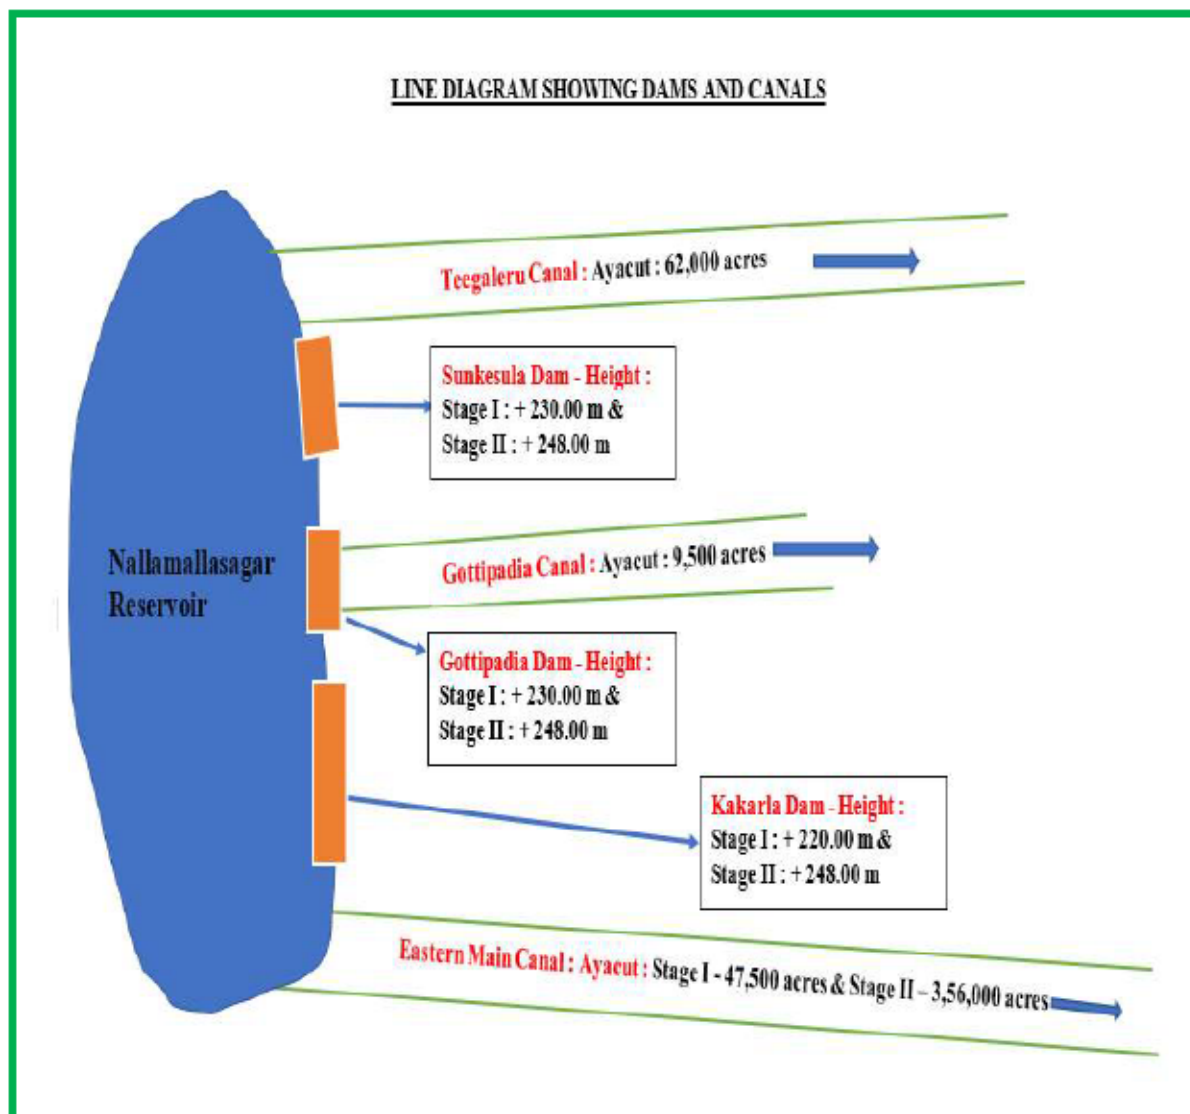 LINE DIAGRAM SHOWING DAMS AND CANALS
Teegaleru Canal : Ayacut : 62,000 acres
Sunkesula Dam - Height :
Stage I : + 230.00 m &
Stage II : + 248.00 m
Nallamallasagar
Reservoir
Gottipadia Canal : Ayacut : 9,500 acres
Gottipadia Dam - Height :
Stage I : + 230.00 m &
Stage II : + 248.00 m
Kakarla Dam - Height :
Stage I : + 220.00 m &
Stage II : + 248.00 m
Eastern Main Canal : Ayacut : Stage I - 47,500 acres & Stage II – 3,56,000 acres